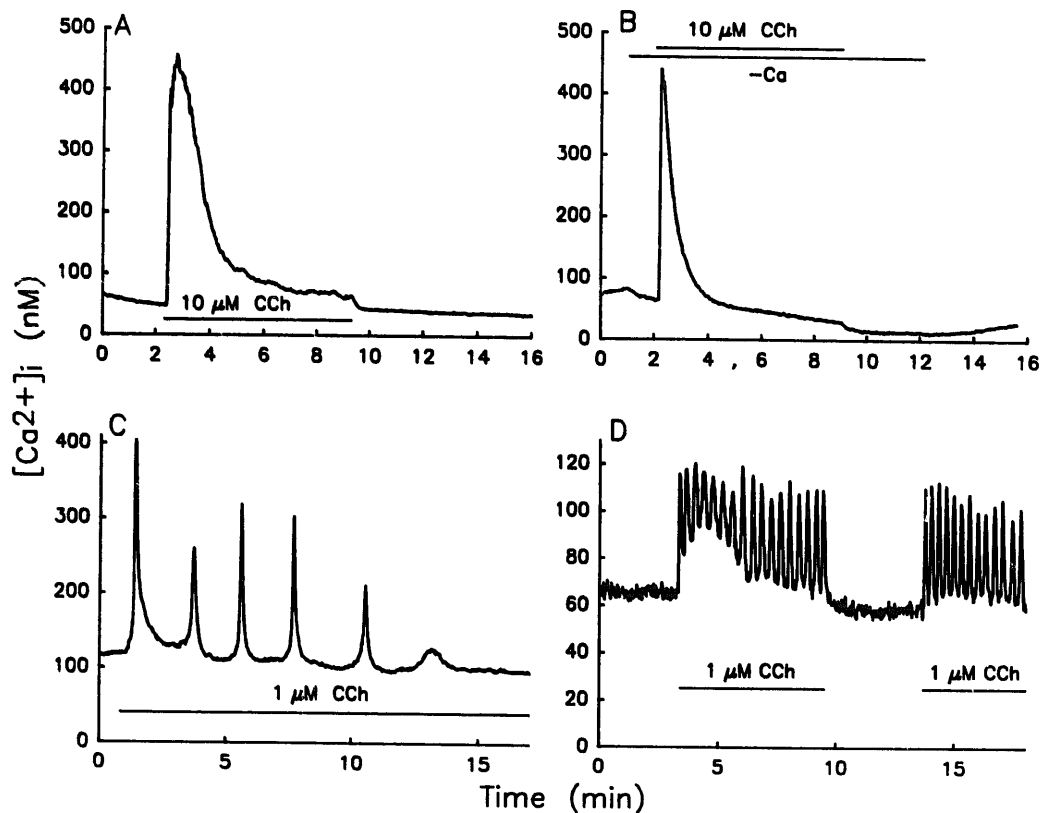 A
500
400
300
200
100
0
10 μM CCh
0 2 4 6 8 10 12 14 16
B
10 μM CCh
500
−Ca
400
300
200
100
0
0 2 4 , 6 8 10 12 14 16
[Ca2+]i (nM)
C
400
300
200
100
0
1 μM CCh
0 5 10 15
D
120
100
80
60
40
20
0
1 μM CCh 1 μM CCh
0 5 10 15
Time (min)